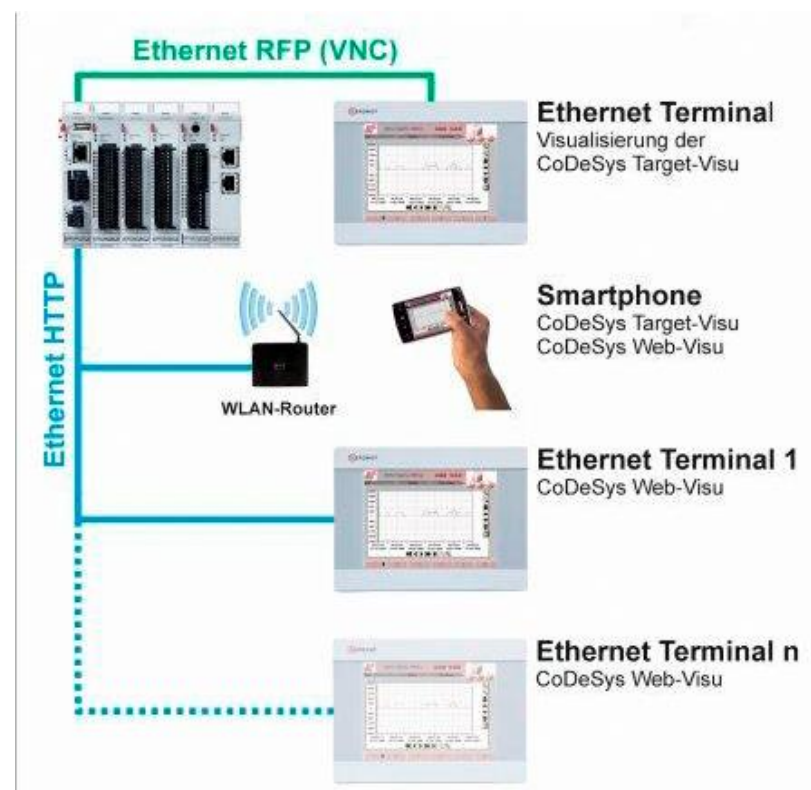 Ethernet RFP (VNC)
Ethernet Terminal
Visualisierung der
CoDeSys Target-Visu
Ethernet HTTP
Smartphone
CoDeSys Target-Visu
CoDeSys Web-Visu
WLAN-Router
Ethernet Terminal 1
CoDeSys Web-Visu
Ethernet Terminal n
CoDeSys Web-Visu